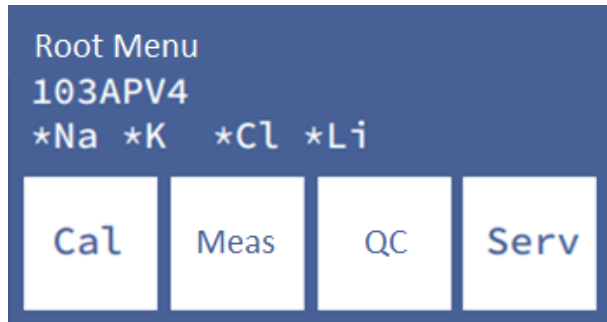 Root Menu
103APV4
*Na *K  *Cl *Li
Cal Meas QC Serv